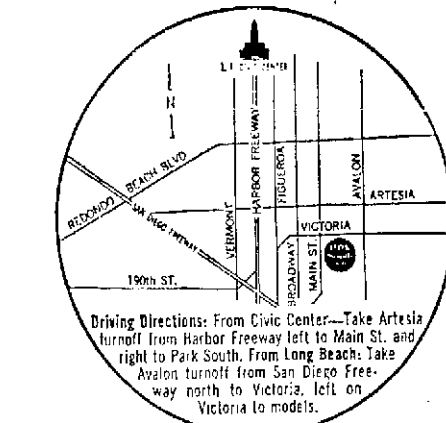 CIVIC CENTER
N
REDONDO BEACH BLVD
SAN DIEGO FREEWAY
VERMONT
HARBOR FREEWAY
FIGUEROA
AVALON
ARTESIA
VICTORIA
BROADWAY
MAIN ST.
190th ST.
Driving Directions: From Civic Center—Take Artesia
turnoff from Harbor Freeway left to Main St. and
right to Park South. From Long Beach: Take
Avalon turnoff from San Diego Free-
way north to Victoria, left on
Victoria to models.